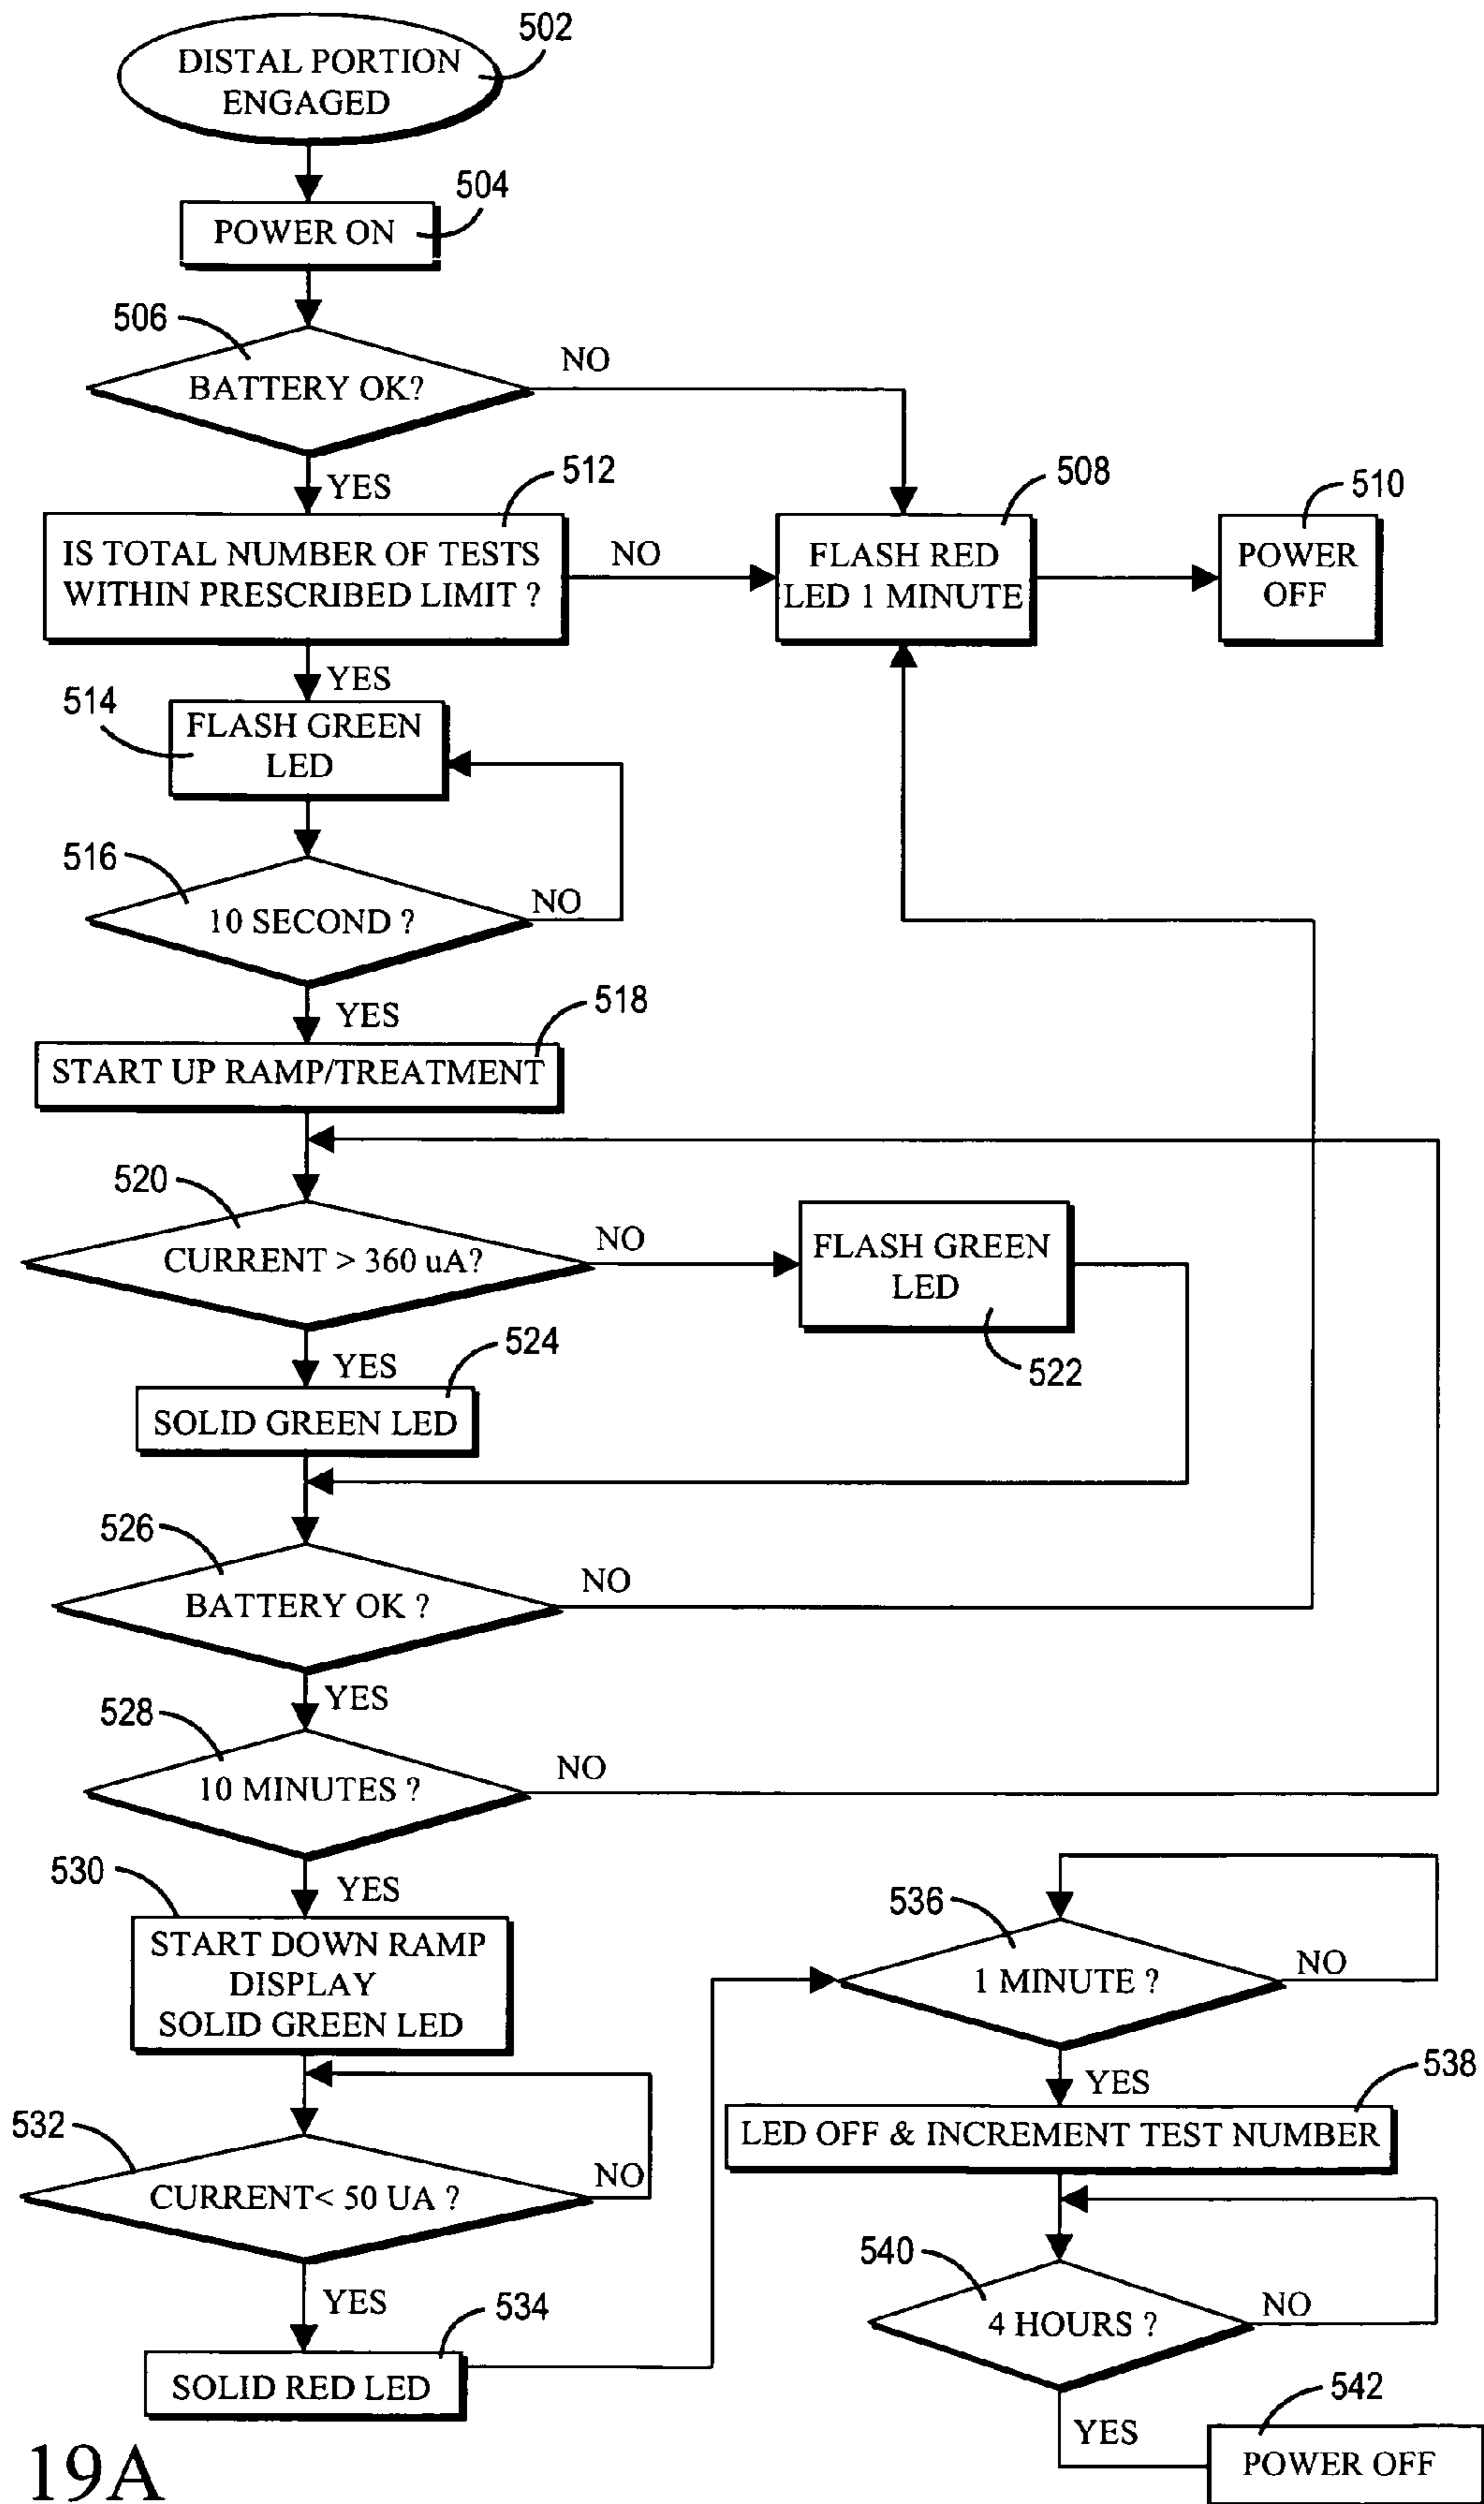 502
DISTAL PORTION
ENGAGED
504
POWER ON
506
BATTERY OK?
NO
YES
512
IS TOTAL NUMBER OF TESTS
WITHIN PRESCRIBED LIMIT ?
NO
508
FLASH RED
LED 1 MINUTE
510
POWER
OFF
YES
514
FLASH GREEN
LED
516
10 SECOND ?
NO
YES
518
START UP RAMP/TREATMENT
520
CURRENT > 360 uA?
NO
FLASH GREEN
LED
522
YES
524
SOLID GREEN LED
526
BATTERY OK ?
NO
YES
528
10 MINUTES ?
NO
YES
530
START DOWN RAMP
DISPLAY
SOLID GREEN LED
532
CURRENT< 50 UA ?
NO
YES
534
SOLID RED LED
536
1 MINUTE ?
NO
YES
538
LED OFF & INCREMENT TEST NUMBER
540
4 HOURS ?
NO
YES
542
POWER OFF
19A